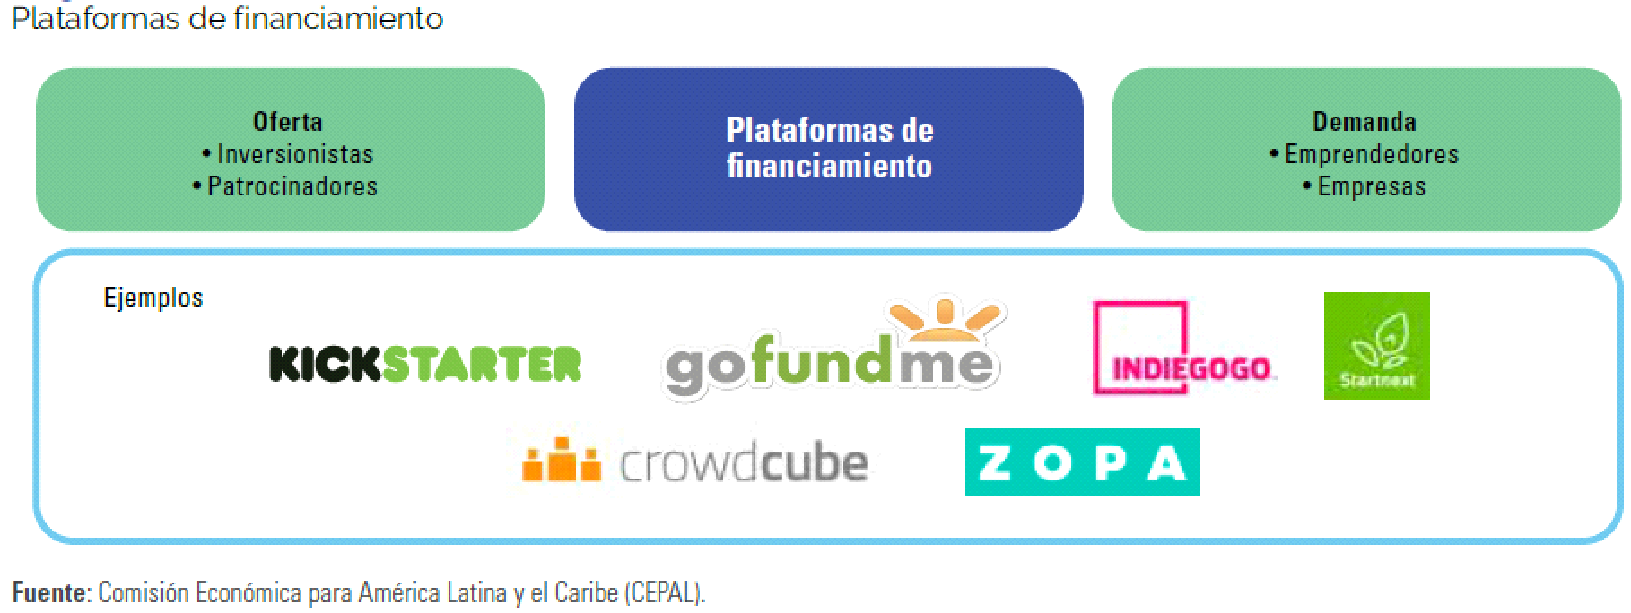 Plataformas de financiamiento
Oferta
• Inversionistas
• Patrocinadores
Plataformas de
financiamiento
Demanda
• Emprendedores
• Empresas
Ejemplos
KICKSTARTER
gofundme
INDIEGOGO
Startnext
crowdcube
ZOPA
Fuente: Comisión Económica para América Latina y el Caribe (CEPAL).